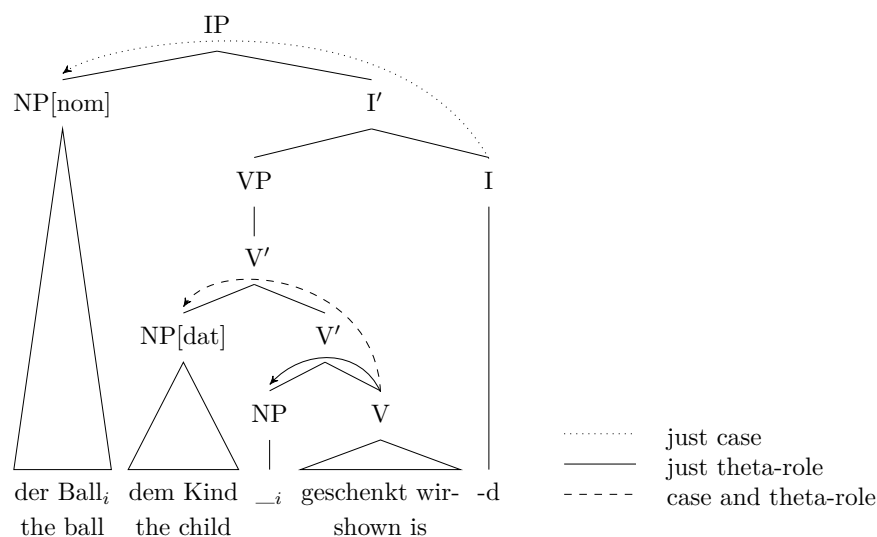 IP
NP[nom] I′
VP I
V′
NP[dat] V′
NP V
der Ball_i dem Kind __i geschenkt wir- -d
the ball the child shown is
just case
just theta-role
case and theta-role